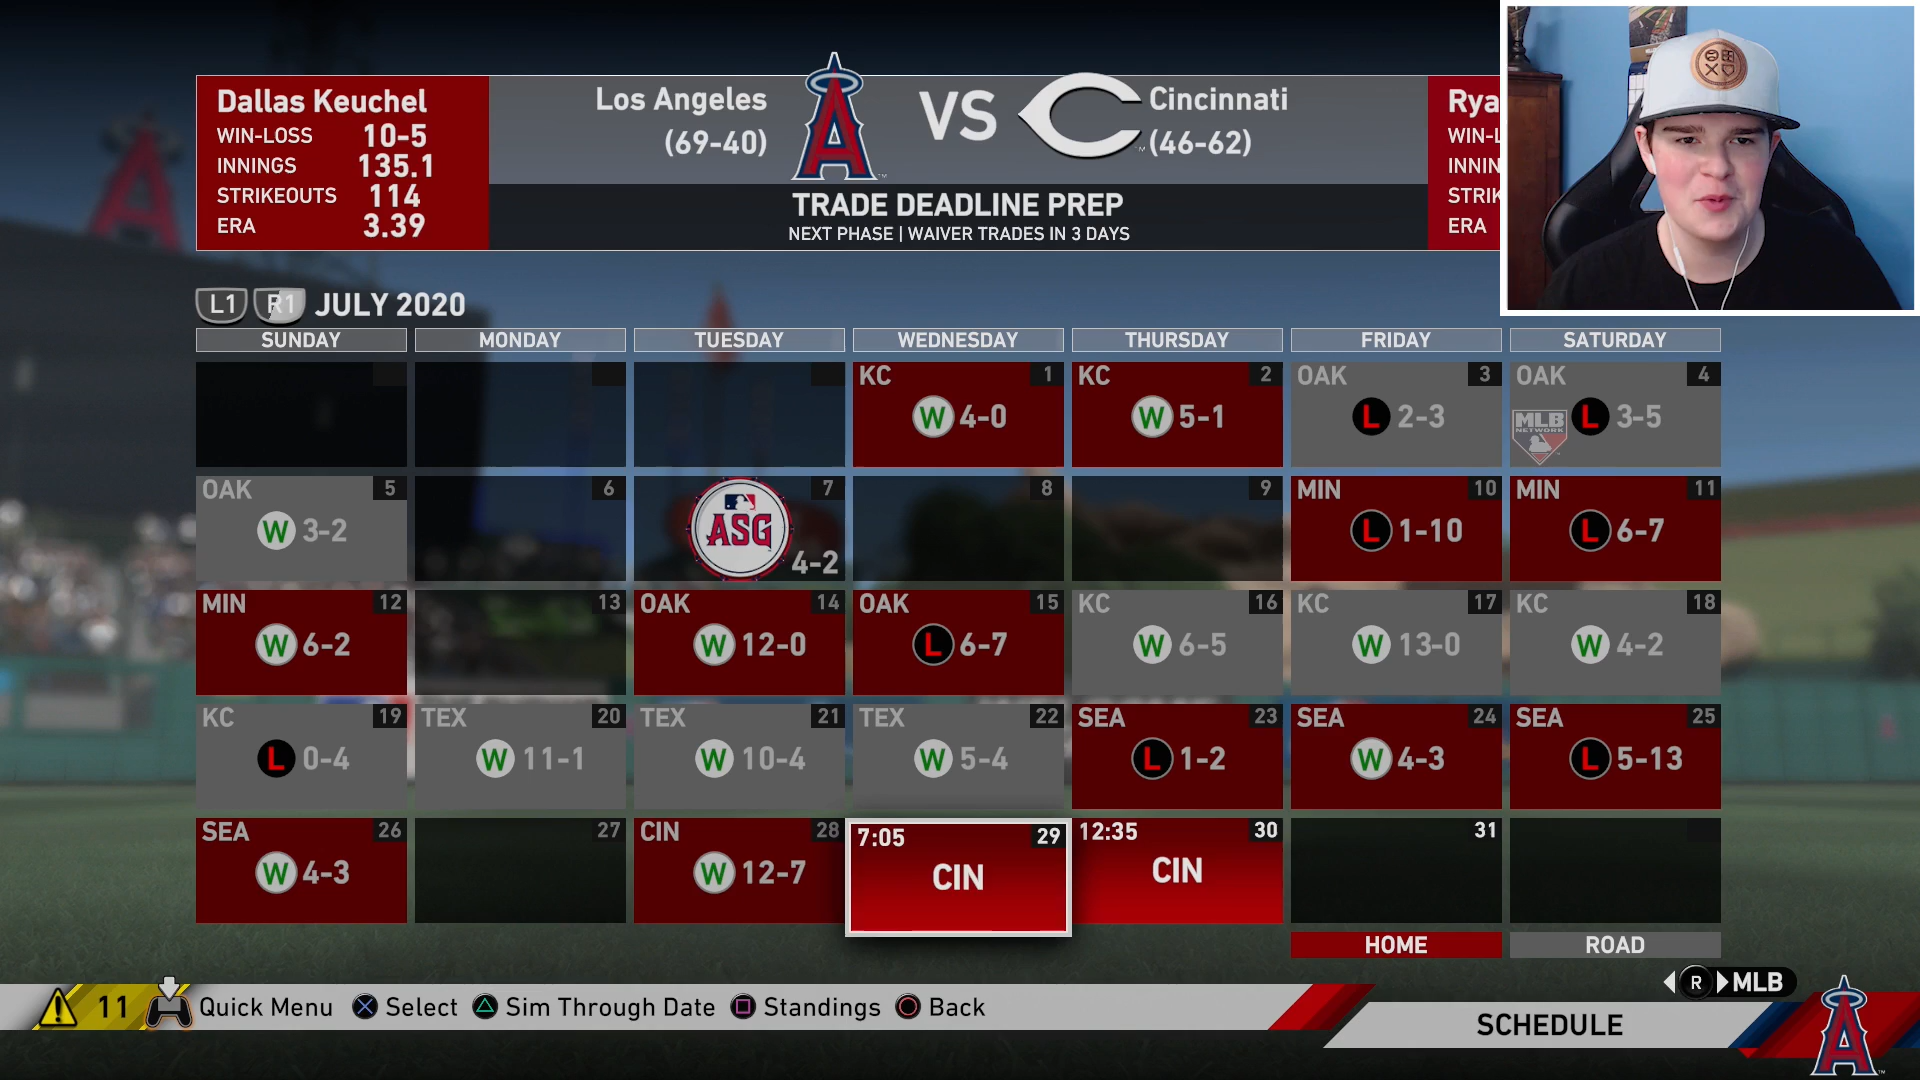 Dallas Keuchel
WIN-LOSS 10-5
INNINGS 135.1
STRIKEOUTS 114
ERA 3.39
Los Angeles
(69-40)
VS
Cincinnati
(46-62)
TRADE DEADLINE PREP
NEXT PHASE | WAIVER TRADES IN 3 DAYS
Rya
WIN-L
INNIN
STRIK
ERA
L1 R1 JULY 2020
SUNDAY MONDAY TUESDAY WEDNESDAY THURSDAY FRIDAY SATURDAY
KC 1 KC 2 OAK 3 OAK 4
W 4-0 W 5-1 L 2-3 MLB NETWORK L 3-5
OAK 5 6 7 8 9 MIN 10 MIN 11
W 3-2 ASG 4-2 L 1-10 L 6-7
MIN 12 13 OAK 14 OAK 15 KC 16 KC 17 KC 18
W 6-2 W 12-0 L 6-7 W 6-5 W 13-0 W 4-2
KC 19 TEX 20 TEX 21 TEX 22 SEA 23 SEA 24 SEA 25
L 0-4 W 11-1 W 10-4 W 5-4 L 1-2 W 4-3 L 5-13
SEA 26 27 CIN 28 7:05 29 12:35 30 31
W 4-3 W 12-7 CIN CIN
HOME ROAD
R MLB
11 Quick Menu Select Sim Through Date Standings Back
SCHEDULE